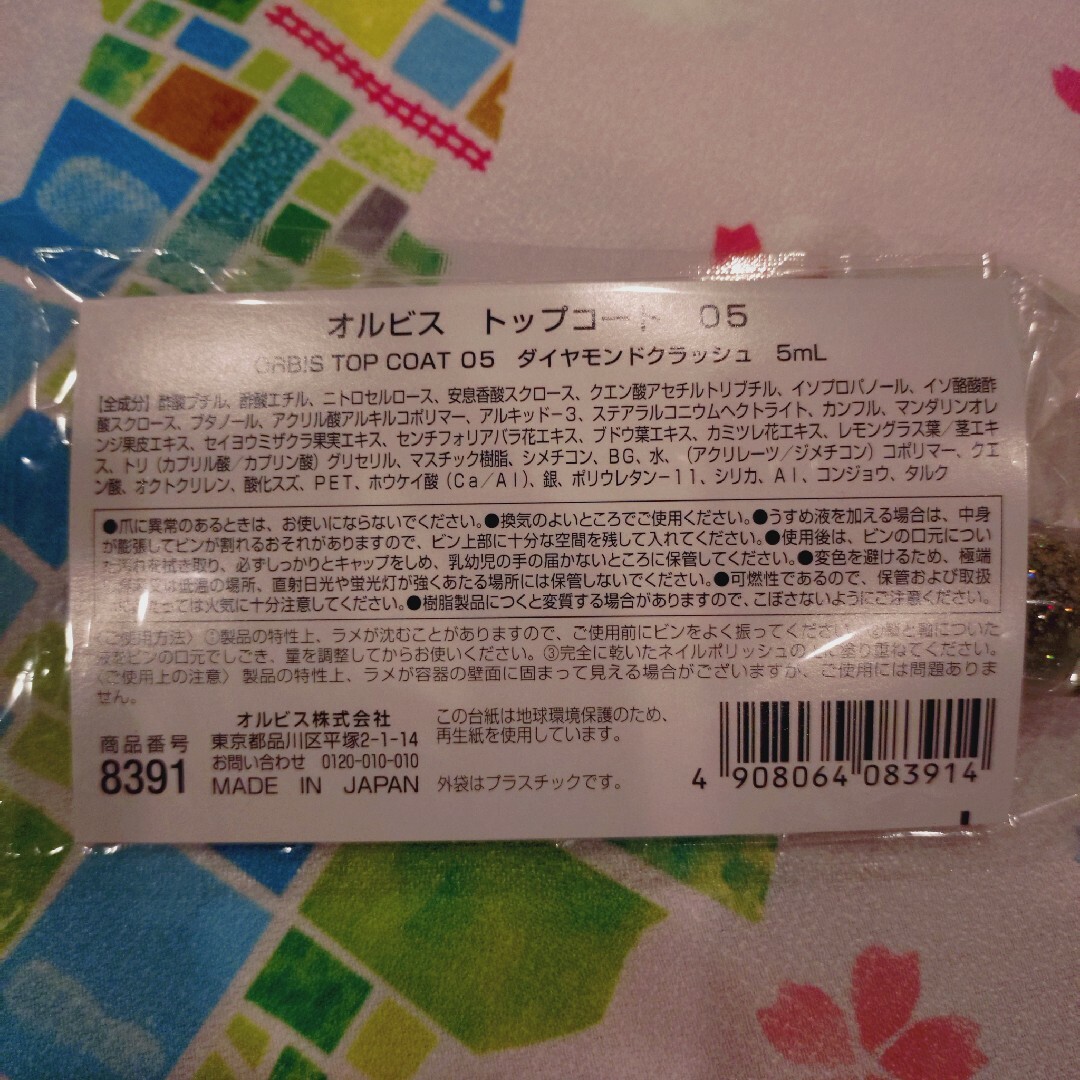 オルビス トップコート 05
ORBIS TOP COAT 05 ダイヤモンドクラッシュ 5mL
【全成分】酢酸ブチル、酢酸エチル、ニトロセルロース、安息香酸スクロース、クエン酸アセチルトリブチル、イソプロパノール、イソ酪酸酢
酸スクロース、ブタノール、アクリル酸アルキルコポリマー、アルキッド-3、ステアラルコニウムヘクトライト、カンフル、マンダリンオレ
ンジ果皮エキス、セイヨウミザクラ果実エキス、センチフォリアバラ花エキス、ブドウ葉エキス、カミツレ花エキス、レモングラス葉/茎エキ
ス、トリ(カプリル酸/カプリン酸)グリセリル、マスチック樹脂、シメチコン、BG、水、(アクリレーツ/ジメチコン)コポリマー、クエ
ン酸、オクトクリレン、酸化スズ、PET、ホウケイ酸(Ca/Al)、銀、ポリウレタン-11、シリカ、Al、コンジョウ、タルク
●爪に異常のあるときは、お使いにならないでください。●換気のよいところでご使用ください。●うすめ液を加える場合は、中身
が膨張してビンが割れるおそれがありますので、ビン上部に十分な空間を残して入れてください。●使用後は、ビンの口元につい
た汚れを拭き取り、必ずしっかりとキャップをしめ、乳幼児の手の届かないところに保管してください。●変色を避けるため、極端
低温の場所、直射日光や蛍光灯が強くあたる場所には保管しないでください。●可燃性であるので、保管および取扱
たっては火気に十分注意してください。●樹脂製品につくと変質する場合がありますので、こぼさないようにご注意ください。
〈ご使用方法〉①製品の特性上、ラメが沈むことがありますので、ご使用前にビンをよく振ってください。についた
液をビンの口元でしごき、量を調整してからお使いください。③完全に乾いたネイルポリッシュの上に塗り重ねてください。
〈ご使用上の注意〉 製品の特性上、ラメが容器の壁面に固まって見える場合がございますが、ご使用には問題ありま
せん。
オルビス株式会社
商品番号 東京都品川区平塚2-1-14
8391 お問い合わせ 0120-010-010
MADE IN JAPAN
この台紙は地球環境保護のため、
再生紙を使用しています。
外袋はプラスチックです。
4 908064 083914